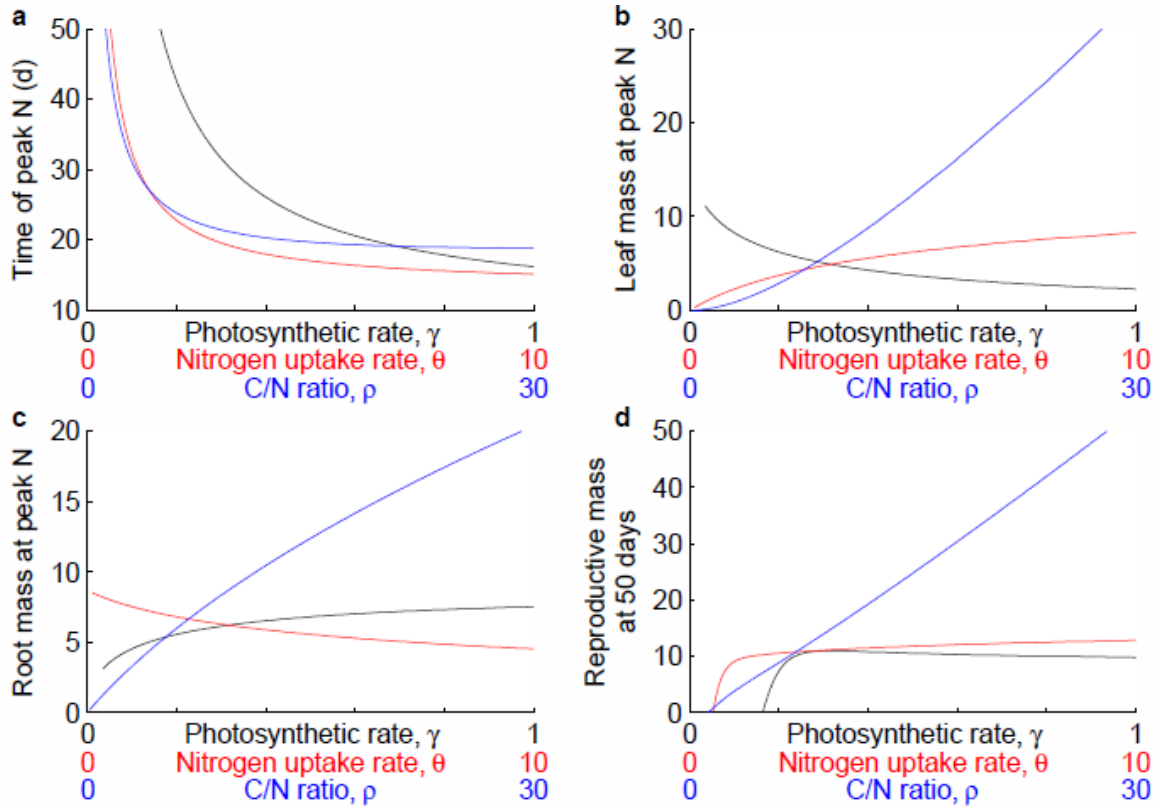 a
Time of peak N (d)
50
40
30
20
10
0 Photosynthetic rate, γ 1
0 Nitrogen uptake rate, θ 10
0 C/N ratio, ρ 30
b
Leaf mass at peak N
30
20
10
0
0 Photosynthetic rate, γ 1
0 Nitrogen uptake rate, θ 10
0 C/N ratio, ρ 30
c
Root mass at peak N
20
15
10
5
0
0 Photosynthetic rate, γ 1
0 Nitrogen uptake rate, θ 10
0 C/N ratio, ρ 30
d
Reproductive mass
at 50 days
50
40
30
20
10
0
0 Photosynthetic rate, γ 1
0 Nitrogen uptake rate, θ 10
0 C/N ratio, ρ 30